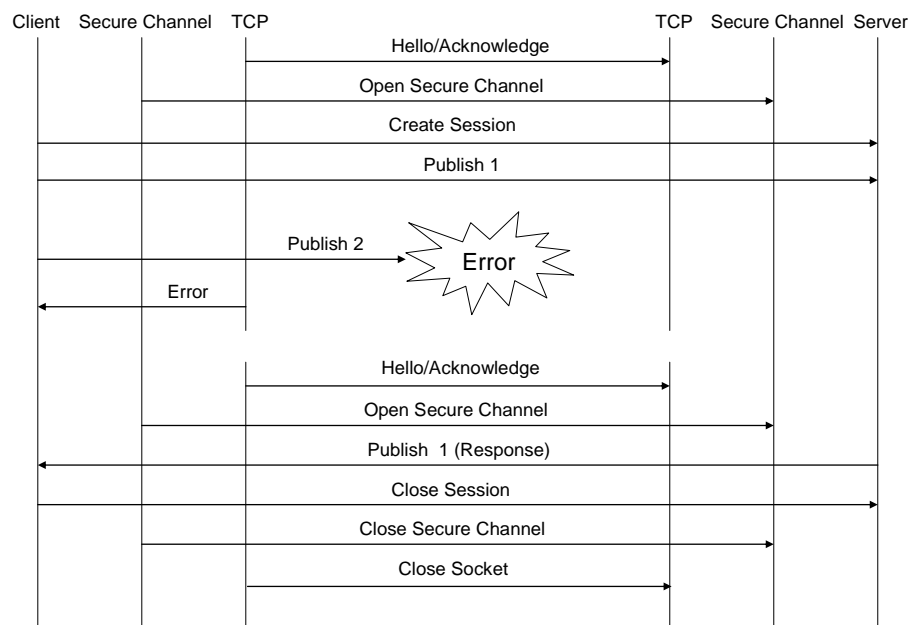 Client Secure Channel TCP TCP Secure Channel Server
Hello/Acknowledge
Open Secure Channel
Create Session
Publish 1
Publish 2
Error
Error
Hello/Acknowledge
Open Secure Channel
Publish 1 (Response)
Close Session
Close Secure Channel
Close Socket